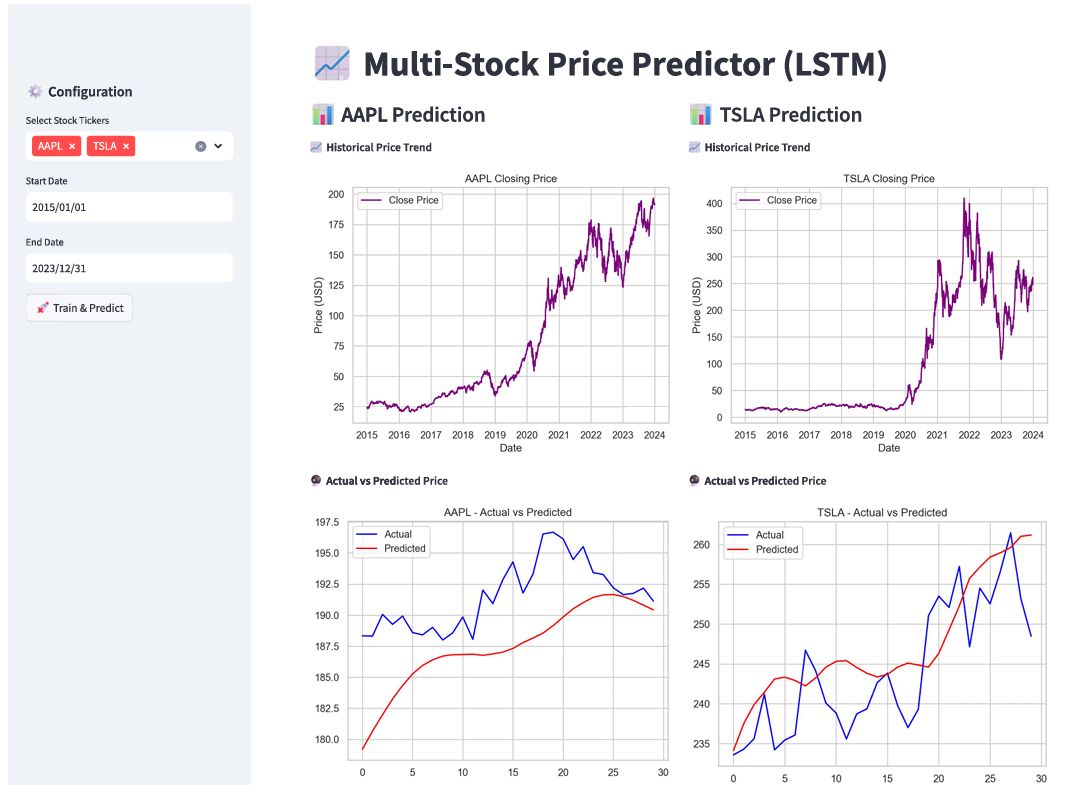 Configuration
Select Stock Tickers
AAPL × TSLA ×
Start Date
2015/01/01
End Date
2023/12/31
Train & Predict
Multi-Stock Price Predictor (LSTM)
AAPL Prediction
Historical Price Trend
AAPL Closing Price
Close Price
Price (USD)
200
175
150
125
100
75
50
25
2015 2016 2017 2018 2019 2020 2021 2022 2023 2024
Date
TSLA Prediction
Historical Price Trend
TSLA Closing Price
Close Price
Price (USD)
400
350
300
250
200
150
100
50
0
2015 2016 2017 2018 2019 2020 2021 2022 2023 2024
Date
Actual vs Predicted Price
AAPL - Actual vs Predicted
Actual
Predicted
197.5
195.0
192.5
190.0
187.5
185.0
182.5
180.0
0 5 10 15 20 25 30
Actual vs Predicted Price
TSLA - Actual vs Predicted
Actual
Predicted
260
255
250
245
240
235
0 5 10 15 20 25 30